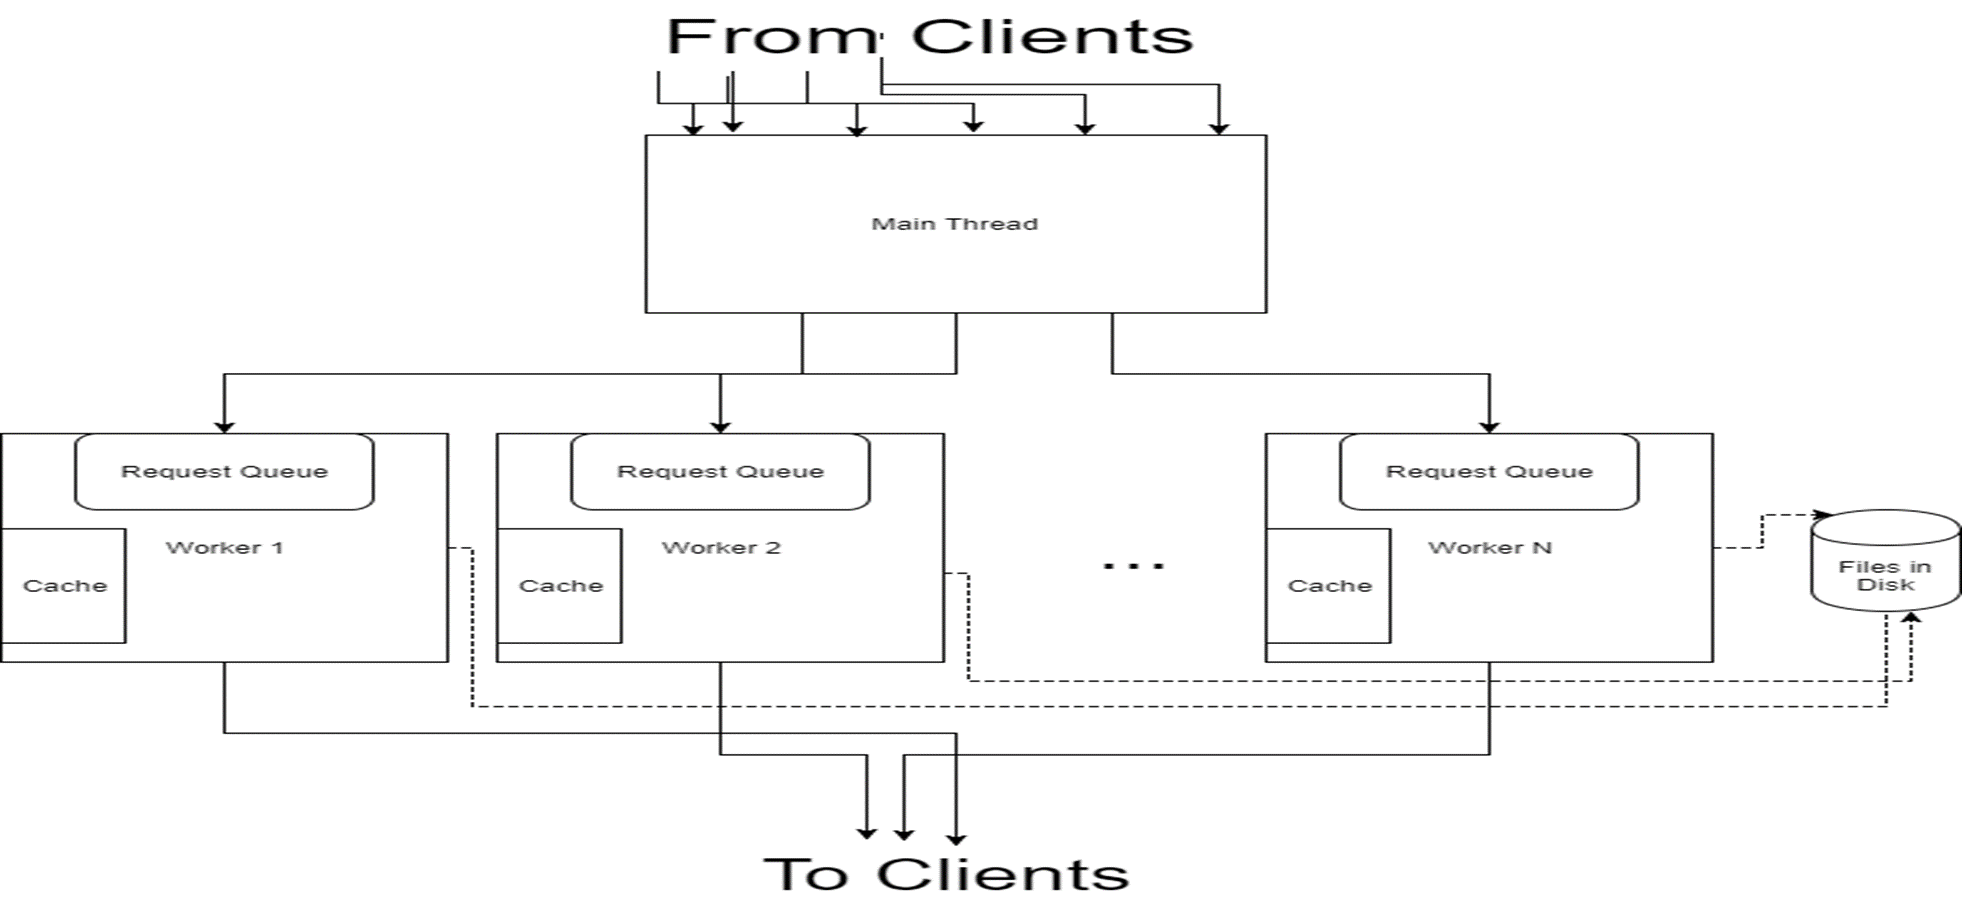 From Clients
Main Thread
Request Queue
Request Queue
Request Queue
Worker 1
Worker 2
Worker N
Cache
Cache
...
Cache
Files in
Disk
To Clients